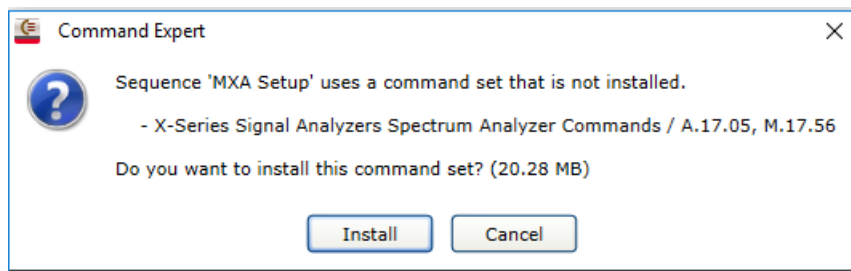 Command Expert
Sequence 'MXA Setup' uses a command set that is not installed.
- X-Series Signal Analyzers Spectrum Analyzer Commands / A.17.05, M.17.56
Do you want to install this command set? (20.28 MB)
Install Cancel